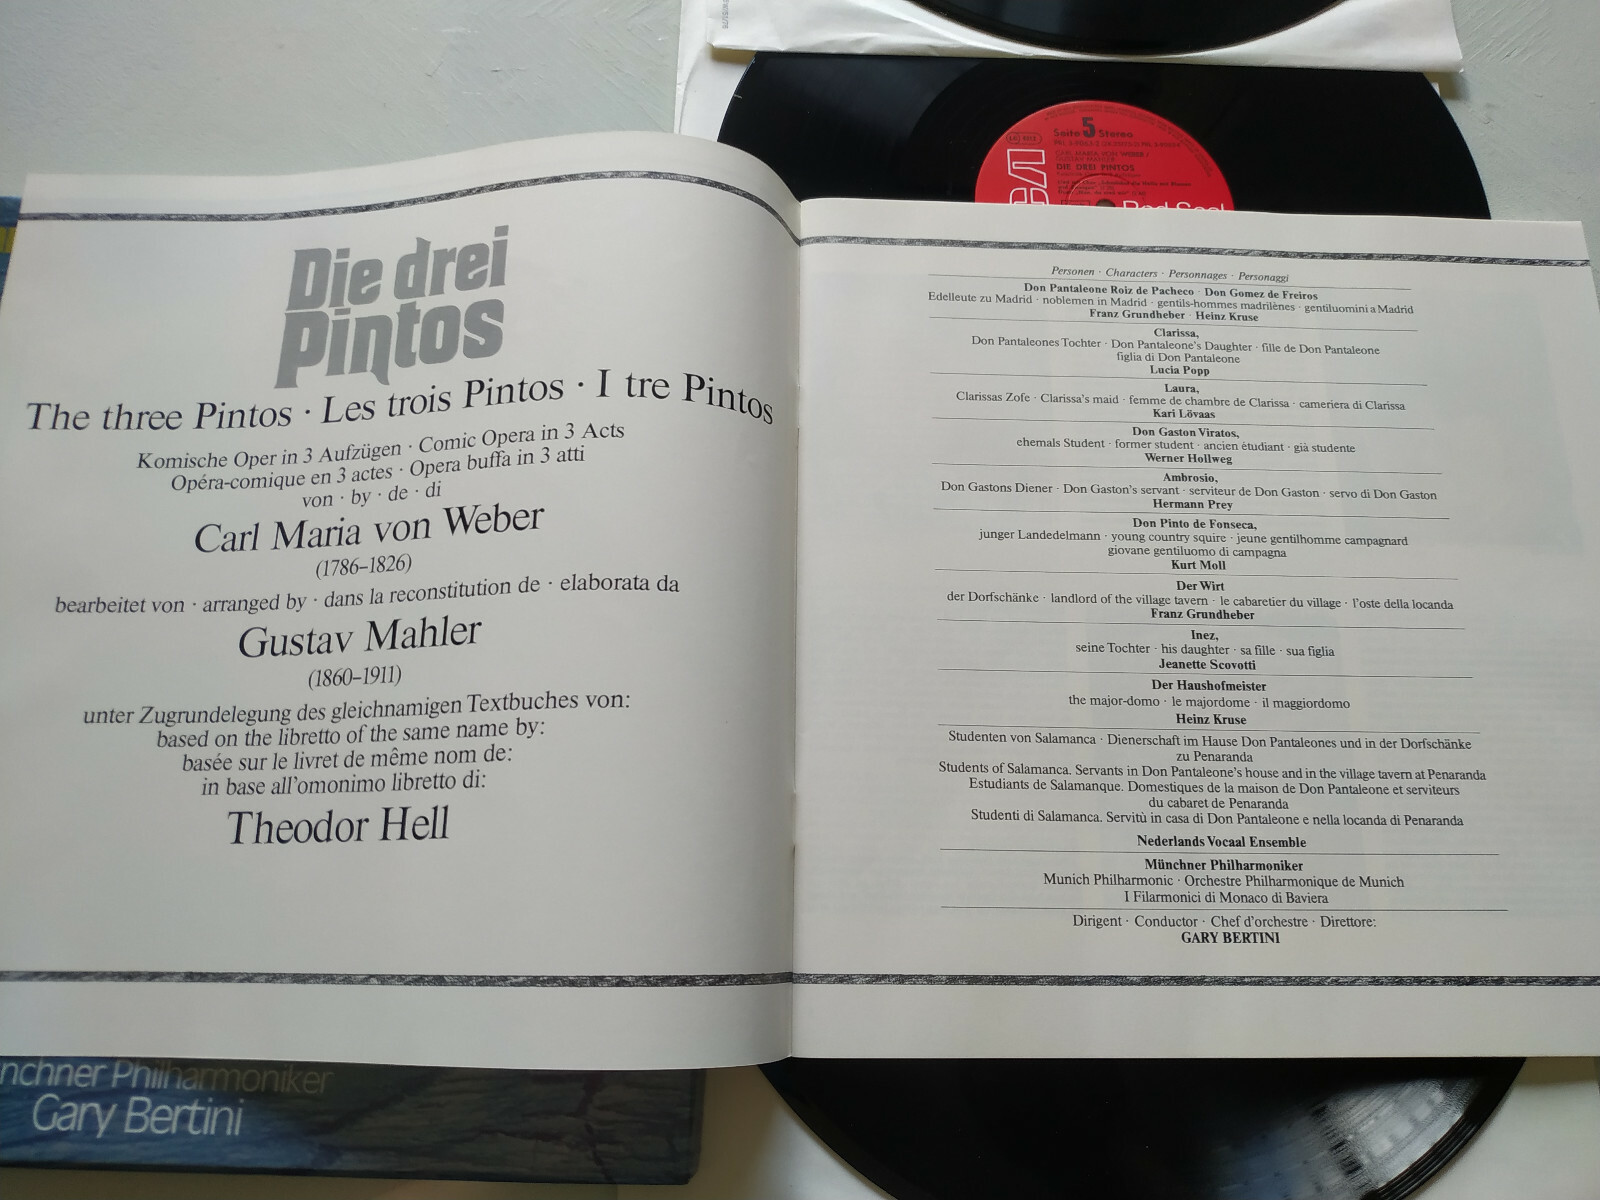 Seite 5 Stereo
DIE DREI PINTOS
Red Seal
Die drei
Pintos
The three Pintos · Les trois Pintos · I tre Pintos
Komische Oper in 3 Aufzügen · Comic Opera in 3 Acts
Opéra-comique en 3 actes · Opera buffa in 3 atti
von · by · de · di
Carl Maria von Weber
(1786–1826)
bearbeitet von · arranged by · dans la reconstitution de · elaborata da
Gustav Mahler
(1860–1911)
unter Zugrundelegung des gleichnamigen Textbuches von:
based on the libretto of the same name by:
basée sur le livret de même nom de:
in base all'omonimo libretto di:
Theodor Hell
Personen · Characters · Personnages · Personaggi
Don Pantaleone Roiz de Pacheco · Don Gomez de Freiros
Edelleute zu Madrid · noblemen in Madrid · gentils-hommes madrilènes · gentiluomini a Madrid
Franz Grundheber · Heinz Kruse
Clarissa,
Don Pantaleones Tochter · Don Pantaleone's Daughter · fille de Don Pantaleone
figlia di Don Pantaleone
Lucia Popp
Laura,
Clarissas Zofe · Clarissa's maid · femme de chambre de Clarissa · cameriera di Clarissa
Kari Lövaas
Don Gaston Viratos,
ehemals Student · former student · ancien étudiant · già studente
Werner Hollweg
Ambrosio,
Don Gastons Diener · Don Gaston's servant · serviteur de Don Gaston · servo di Don Gaston
Hermann Prey
Don Pinto de Fonseca,
junger Landedelmann · young country squire · jeune gentilhomme campagnard
giovane gentiluomo di campagna
Kurt Moll
Der Wirt
der Dorfschänke · landlord of the village tavern · le cabaretier du village · l'oste della locanda
Franz Grundheber
Inez,
seine Tochter · his daughter · sa fille · sua figlia
Jeanette Scovotti
Der Haushofmeister
the major-domo · le majordome · il maggiordomo
Heinz Kruse
Studenten von Salamanca · Dienerschaft im Hause Don Pantaleones und in der Dorfschänke
zu Penaranda
Students of Salamanca. Servants in Don Pantaleone's house and in the village tavern at Penaranda
Estudiants de Salamanque. Domestiques de la maison de Don Pantaleone et serviteurs
du cabaret de Penaranda
Studenti di Salamanca. Servitù in casa di Don Pantaleone e nella locanda di Penaranda
Nederlands Vocaal Ensemble
Münchner Philharmoniker
Munich Philharmonic · Orchestre Philharmonique de Munich
I Filarmonici di Monaco di Baviera
Dirigent · Conductor · Chef d'orchestre · Direttore:
GARY BERTINI
nchner Philharmoniker
Gary Bertini